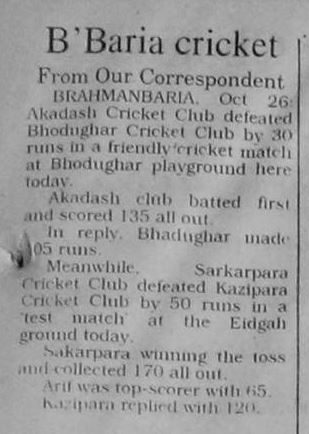 B'Baria cricket
From Our Correspondent
BRAHMANBARIA, Oct 26:
Akadash Cricket Club defeated
Bhodughar Cricket Club by 30
runs in a friendly cricket match
at Bhodughar playground here
today.
Akadash club batted first
and scored 135 all out.
In reply, Bhadughar made
05 runs.
Meanwhile, Sarkarpara
Cricket Club defeated Kazipara
Cricket Club by 50 runs in a
'test match' at the Eidgah
ground today.
Sakarpara winning the toss
and collected 170 all out.
Arif was top-scorer with 65.
Kazipara replied with 120.